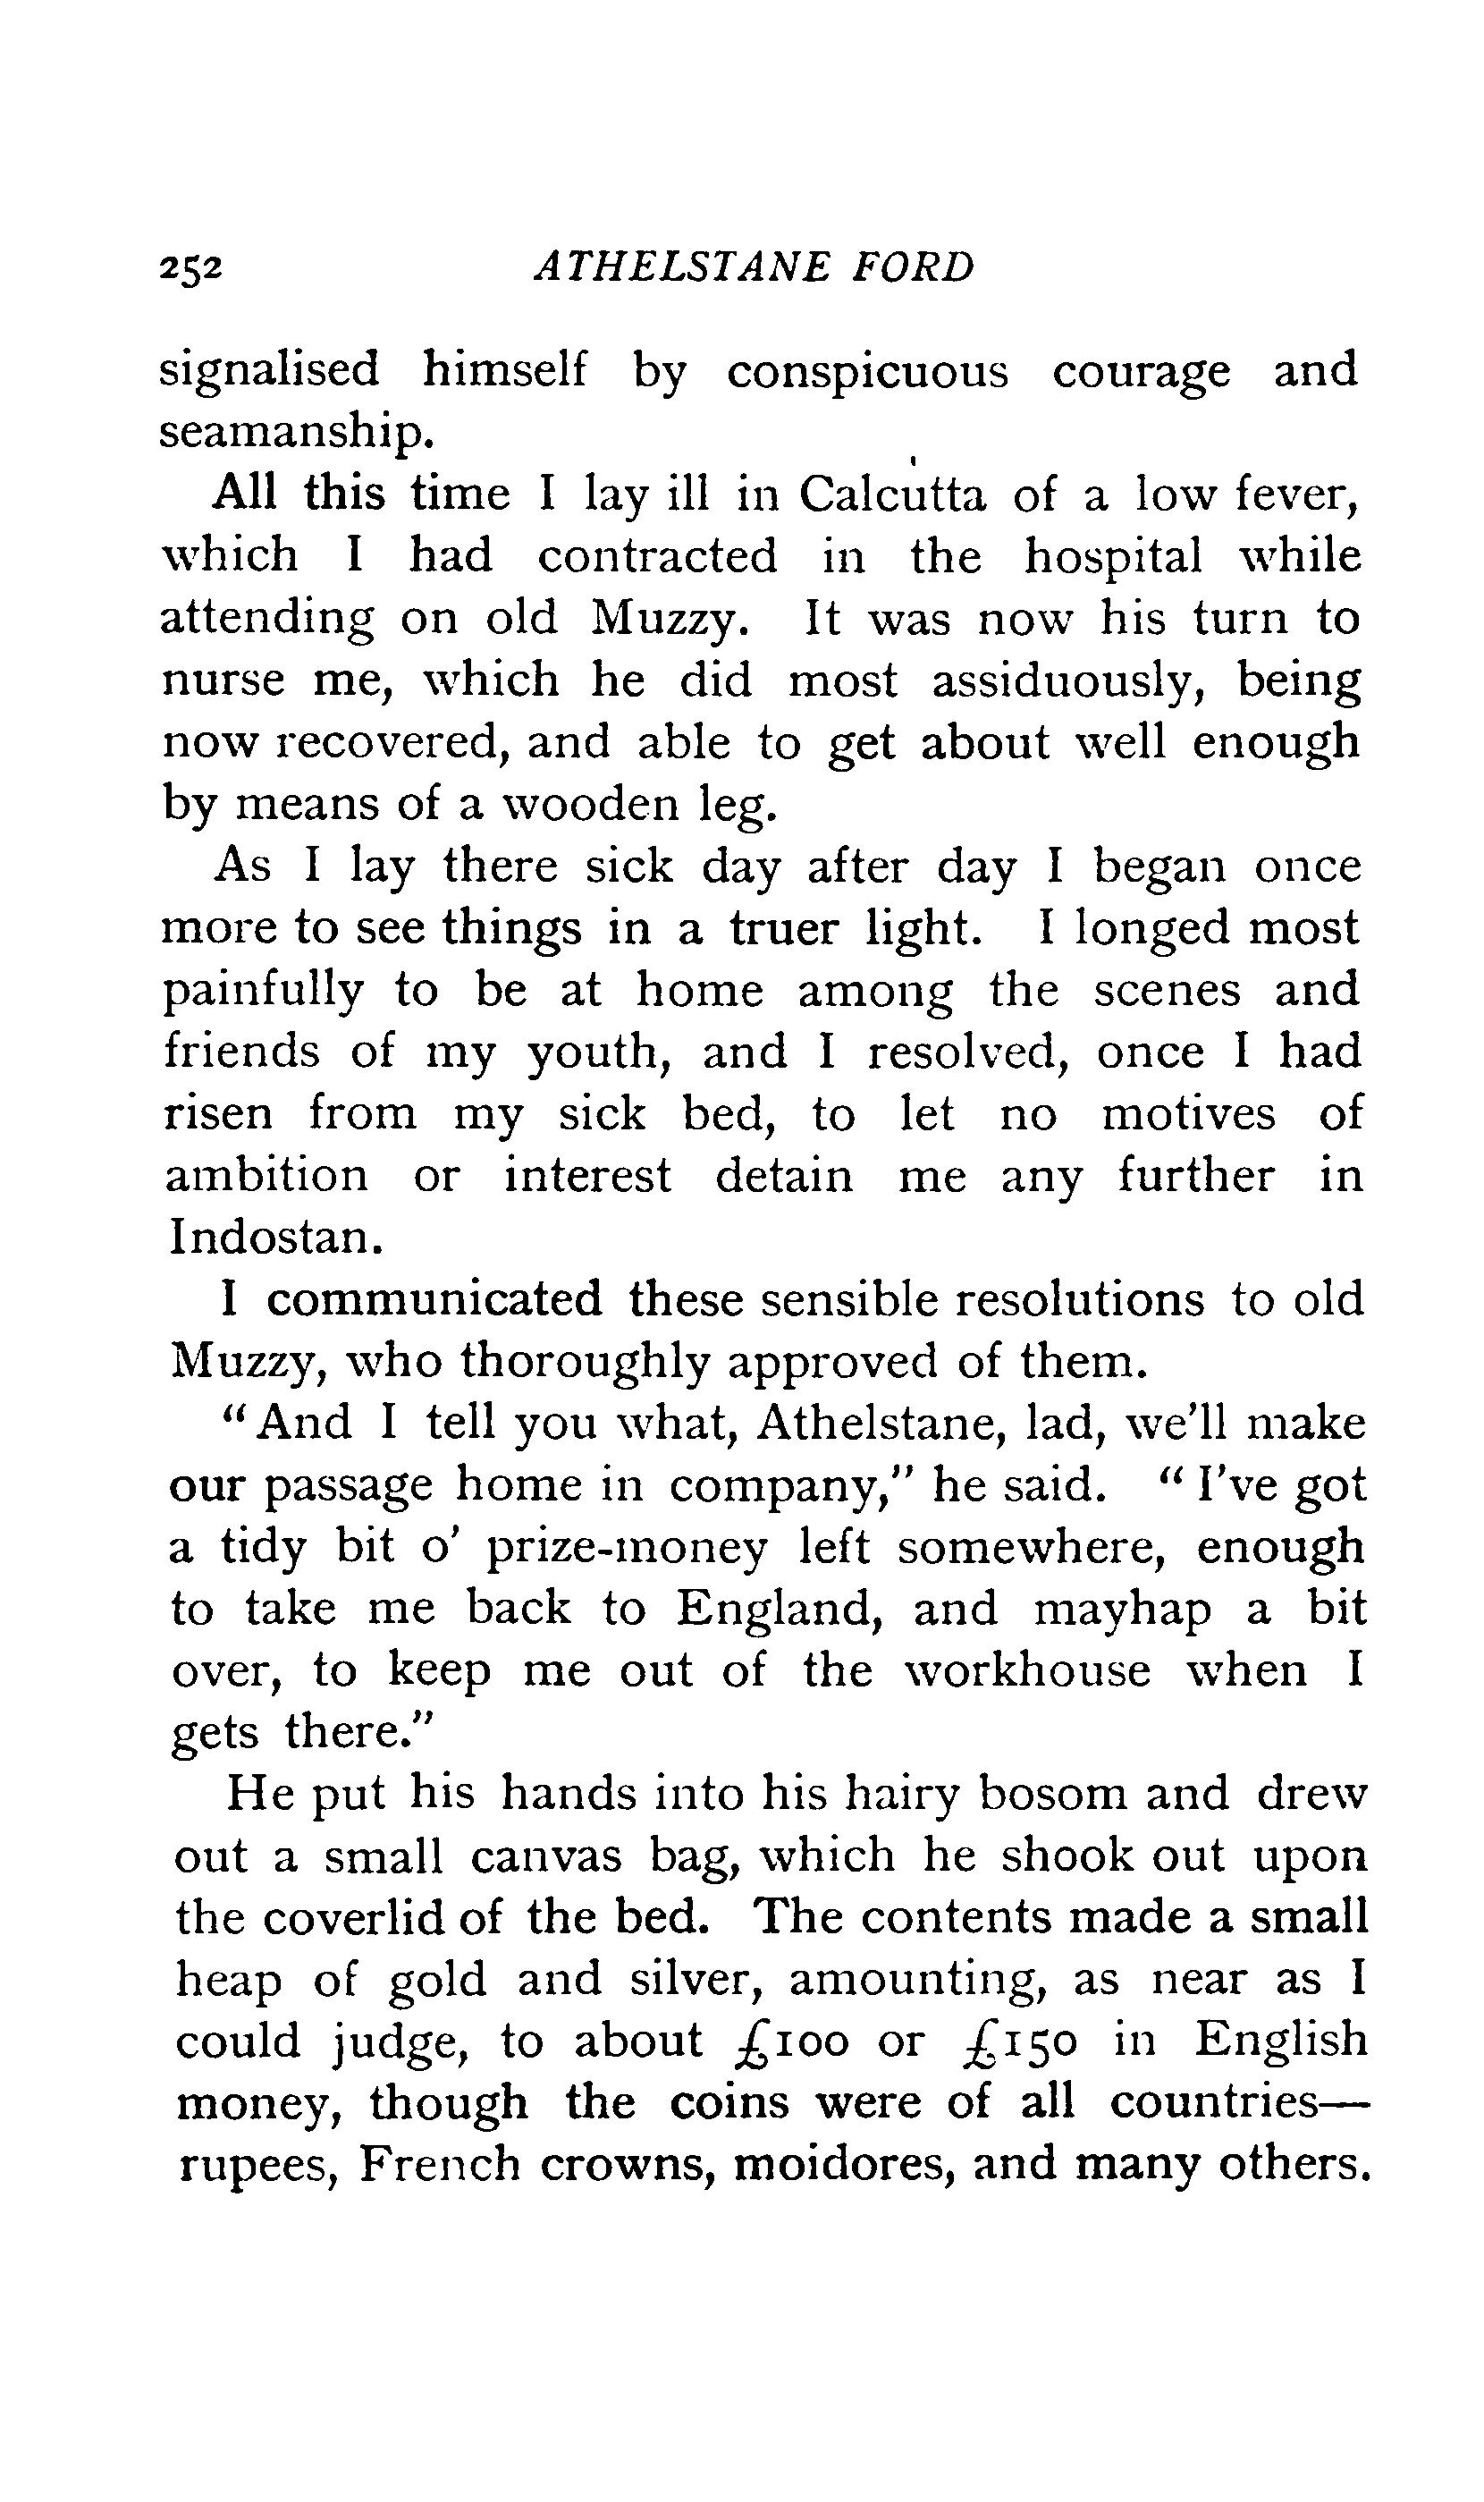 252 ATHELSTANE FORD
signalised himself by conspicuous courage and
seamanship.
All this time I lay ill in Calcutta of a low fever,
which I had contracted in the hospital while
attending on old Muzzy. It was now his turn to
nurse me, which he did most assiduously, being
now recovered, and able to get about well enough
by means of a wooden leg.
As I lay there sick day after day I began once
more to see things in a truer light. I longed most
painfully to be at home among the scenes and
friends of my youth, and I resolved, once I had
risen from my sick bed, to let no motives of
ambition or interest detain me any further in
Indostan.
I communicated these sensible resolutions to old
Muzzy, who thoroughly approved of them.
"And I tell you what, Athelstane, lad, we'll make
our passage home in company," he said. "I've got
a tidy bit o' prize-money left somewhere, enough
to take me back to England, and mayhap a bit
over, to keep me out of the workhouse when I
gets there."
He put his hands into his hairy bosom and drew
out a small canvas bag, which he shook out upon
the coverlid of the bed. The contents made a small
heap of gold and silver, amounting, as near as I
could judge, to about £100 or £150 in English
money, though the coins were of all countries—
rupees, French crowns, moidores, and many others.